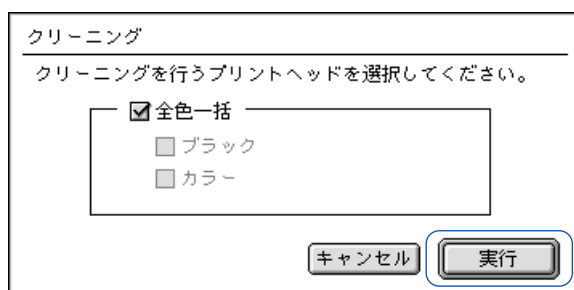 クリーニング
クリーニングを行うプリントヘッドを選択してください。
全色一括
ブラック
カラー
キャンセル 実行